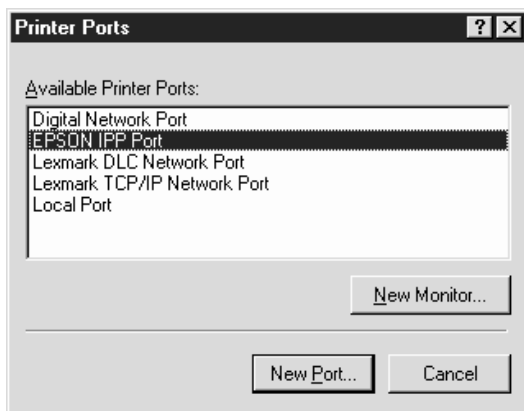 Printer Ports
Available Printer Ports:
Digital Network Port
EPSON IPP Port
Lexmark DLC Network Port
Lexmark TCP/IP Network Port
Local Port
New Monitor...
New Port...
Cancel